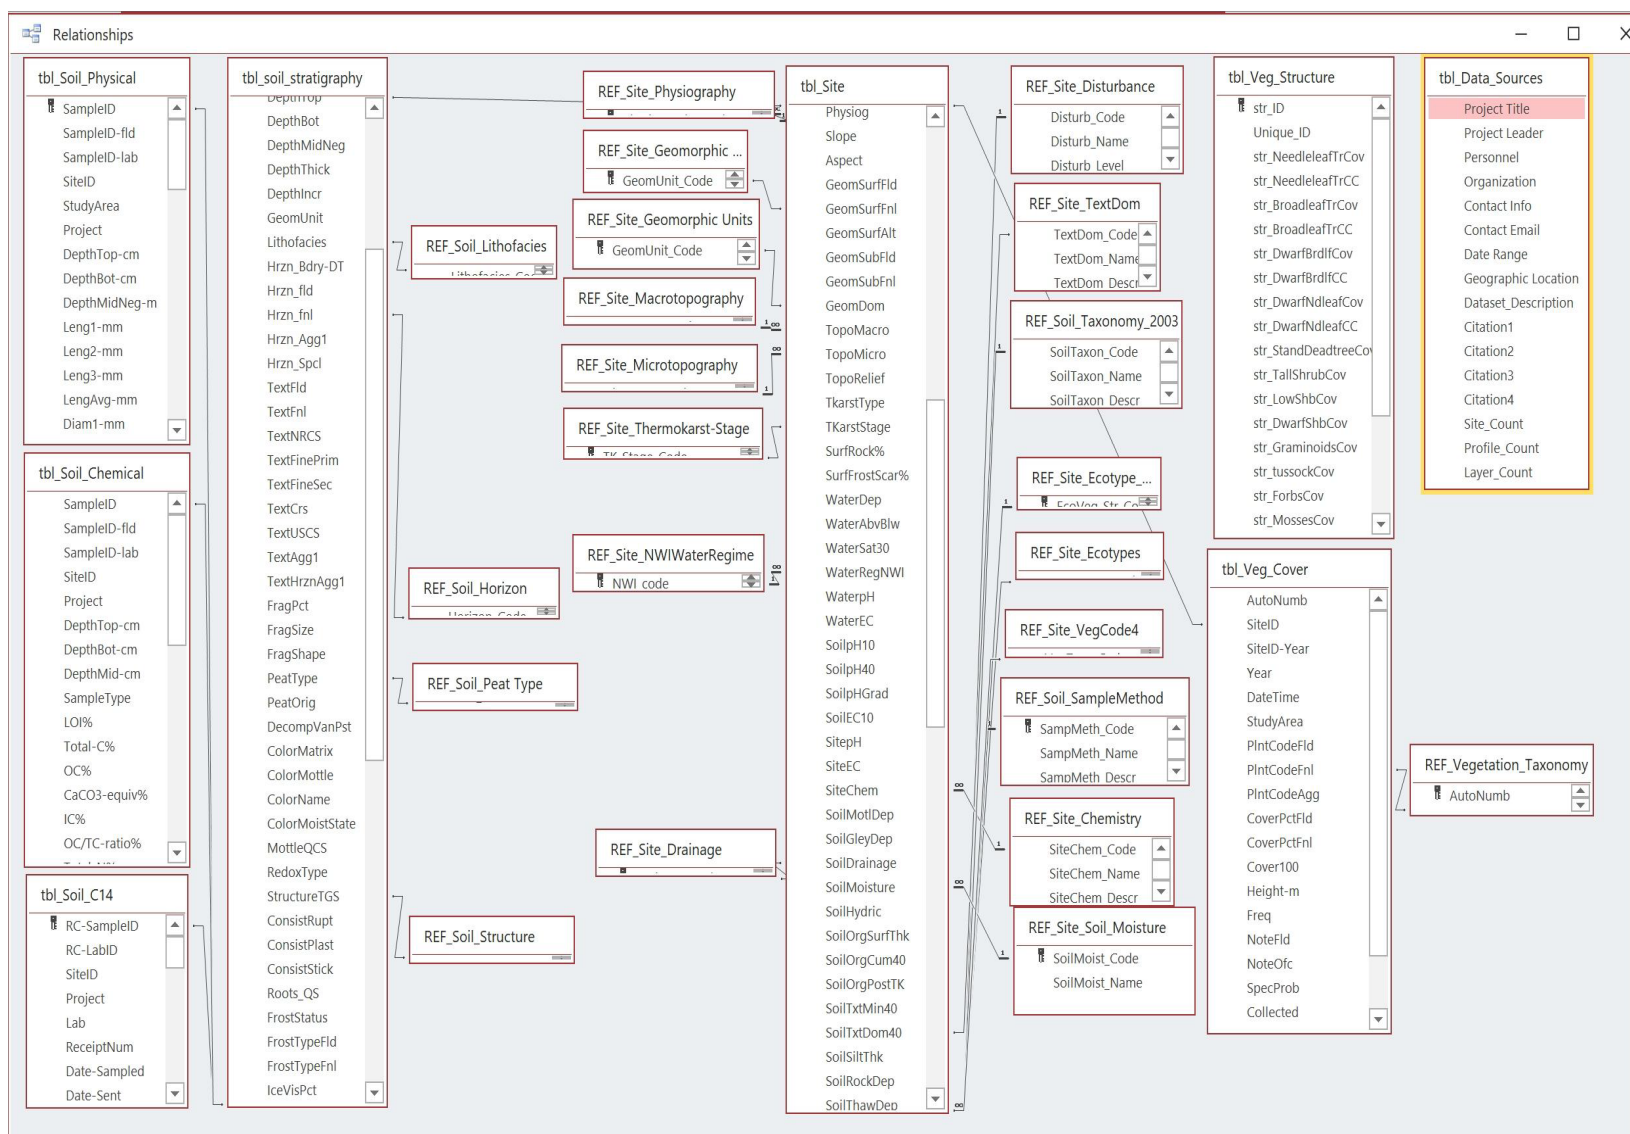 Relationships
tbl_Soil_Physical
SampleID
SampleID-fld
SampleID-lab
SiteID
StudyArea
Project
DepthTop-cm
DepthBot-cm
DepthMidNeg-m
Leng1-mm
Leng2-mm
Leng3-mm
LengAvg-mm
Diam1-mm
tbl_Soil_Chemical
SampleID
SampleID-fld
SampleID-lab
SiteID
Project
DepthTop-cm
DepthBot-cm
DepthMid-cm
SampleType
LOI%
Total-C%
OC%
CaCO3-equiv%
IC%
OC/TC-ratio%
tbl_Soil_C14
RC-SampleID
RC-LabID
SiteID
Project
Lab
ReceiptNum
Date-Sampled
Date-Sent
tbl_soil_stratigraphy
DepthTop
DepthBot
DepthMidNeg
DepthThick
DepthIncr
GeomUnit
Lithofacies
Hrzn_Bdry-DT
Hrzn_fld
Hrzn_fnl
Hrzn_Agg1
Hrzn_Spcl
TextFld
TextFnl
TextNRCS
TextFinePrim
TextFineSec
TextCrs
TextUSCS
TextAgg1
TextHrznAgg1
FragPct
FragSize
FragShape
PeatType
PeatOrig
DecompVanPst
ColorMatrix
ColorMottle
ColorName
ColorMoistState
MottleQCS
RedoxType
StructureTGS
ConsistRupt
ConsistPlast
ConsistStick
Roots_QS
FrostStatus
FrostTypeFld
FrostTypeFnl
IceVisPct
REF_Soil_Lithofacies
REF_Soil_Horizon
REF_Soil_Peat Type
REF_Soil_Structure
REF_Site_Physiography
REF_Site_Geomorphic ...
GeomUnit_Code
REF_Site_Geomorphic Units
GeomUnit_Code
REF_Site_Macrotopography
REF_Site_Microtopography
REF_Site_Thermokarst-Stage
TK_Stage_Code
REF_Site_NWIWaterRegime
NWI_code
REF_Site_Drainage
tbl_Site
Physiog
Slope
Aspect
GeomSurfFld
GeomSurfFnl
GeomSurfAlt
GeomSubFld
GeomSubFnl
GeomDom
TopoMacro
TopoMicro
TopoRelief
TkarstType
TKarstStage
SurfRock%
SurfFrostScar%
WaterDep
WaterAbvBlw
WaterSat30
WaterRegNWI
WaterpH
WaterEC
SoilpH10
SoilpH40
SoilpHGrad
SoilEC10
SitepH
SiteEC
SiteChem
SoilMotlDep
SoilGleyDep
SoilDrainage
SoilMoisture
SoilHydric
SoilOrgSurfThk
SoilOrgCum40
SoilOrgPostTK
SoilTxtMin40
SoilTxtDom40
SoilSiltThk
SoilRockDep
SoilThawDep
REF_Site_Disturbance
Disturb_Code
Disturb_Name
Disturb_Level
REF_Site_TextDom
TextDom_Code
TextDom_Name
TextDom_Descr
REF_Soil_Taxonomy_2003
SoilTaxon_Code
SoilTaxon_Name
SoilTaxon_Descr
REF_Site_Ecotype_...
EcoVeg_Str_Co
REF_Site_Ecotypes
REF_Site_VegCode4
REF_Soil_SampleMethod
SampMeth_Code
SampMeth_Name
SampMeth_Descr
REF_Site_Chemistry
SiteChem_Code
SiteChem_Name
SiteChem_Descr
REF_Site_Soil_Moisture
SoilMoist_Code
SoilMoist_Name
tbl_Veg_Structure
str_ID
Unique_ID
str_NeedleleafTrCov
str_NeedleleafTrCC
str_BroadleafTrCov
str_BroadleafTrCC
str_DwarfBrdlfCov
str_DwarfBrdlfCC
str_DwarfNdleafCov
str_DwarfNdleafCC
str_StandDeadtreeCov
str_TallShrubCov
str_LowShbCov
str_DwarfShbCov
str_GraminoidsCov
str_tussockCov
str_ForbsCov
str_MossesCov
tbl_Veg_Cover
AutoNumb
SiteID
SiteID-Year
Year
DateTime
StudyArea
PlntCodeFld
PlntCodeFnl
PlntCodeAgg
CoverPctFld
CoverPctFnl
Cover100
Height-m
Freq
NoteFld
NoteOfc
SpecProb
Collected
tbl_Data_Sources
Project Title
Project Leader
Personnel
Organization
Contact Info
Contact Email
Date Range
Geographic Location
Dataset_Description
Citation1
Citation2
Citation3
Citation4
Site_Count
Profile_Count
Layer_Count
REF_Vegetation_Taxonomy
AutoNumb